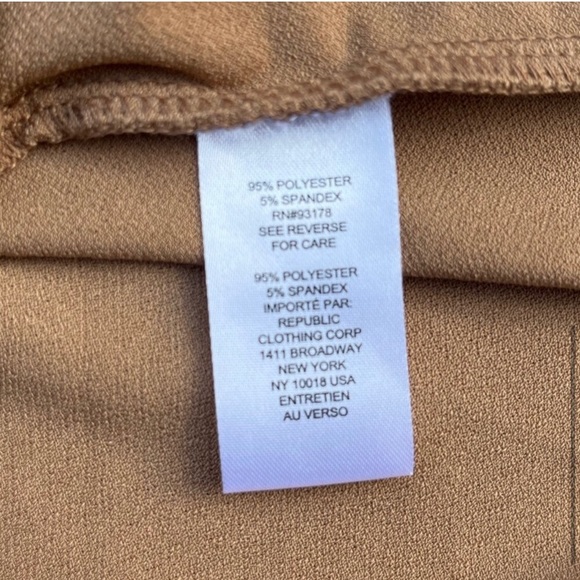 95% POLYESTER
5% SPANDEX
RN#93178
SEE REVERSE
FOR CARE
95% POLYESTER
5% SPANDEX
IMPORTÉ PAR:
REPUBLIC
CLOTHING CORP
1411 BROADWAY
NEW YORK
NY 10018 USA
ENTRETIEN
AU VERSO